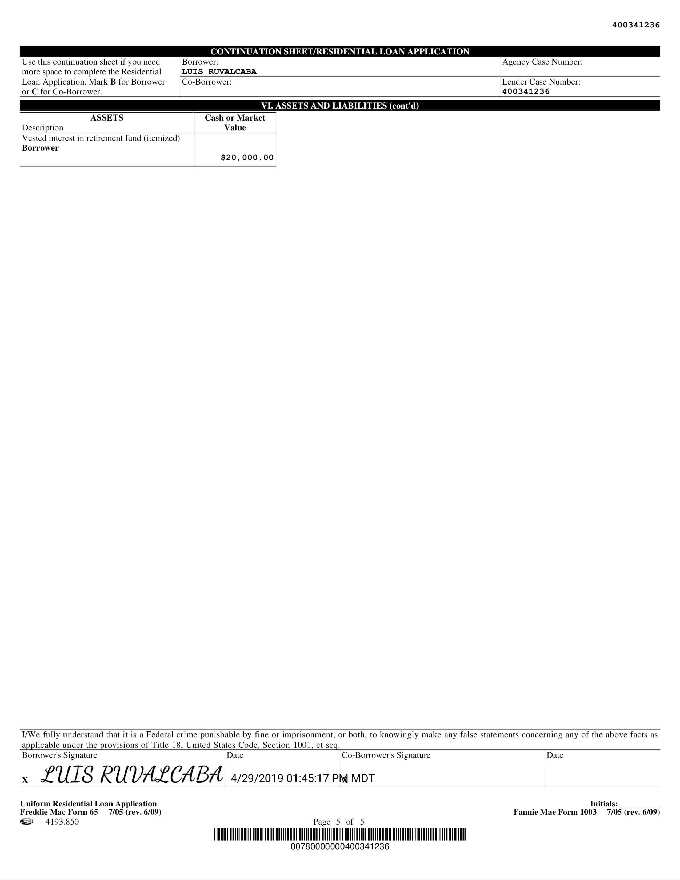 400341236
CONTINUATION SHEET/RESIDENTIAL LOAN APPLICATION
Use this continuation sheet if you need
more space to complete the Residential
Loan Application. Mark B for Borrower
or C for Co-Borrower.
Borrower:
LUIS RUVALCABA
Co-Borrower:
Agency Case Number:
Lender Case Number:
400341236
VI. ASSETS AND LIABILITIES (cont'd)
ASSETS
Description
Cash or Market
Value
Vested interest in retirement fund (itemized)
Borrower
$20,000.00
I/We fully understand that it is a Federal crime punishable by fine or imprisonment, or both, to knowingly make any false statements concerning any of the above facts as
applicable under the provisions of Title 18, United States Code, Section 1001, et seq.
Borrower's Signature Date Co-Borrower's Signature Date
X LUIS RUVALCABA 4/29/2019 01:45:17 PM MDT
Uniform Residential Loan Application
Freddie Mac Form 65 7/05 (rev. 6/09)
4193.850
Page 5 of 5
Initials:
Fannie Mae Form 1003 7/05 (rev. 6/09)
0078000000400341236